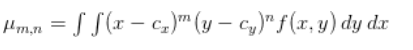 μ_{m,n} = ∫ ∫(x − c_x)^m (y − c_y)^n f(x, y) dy dx